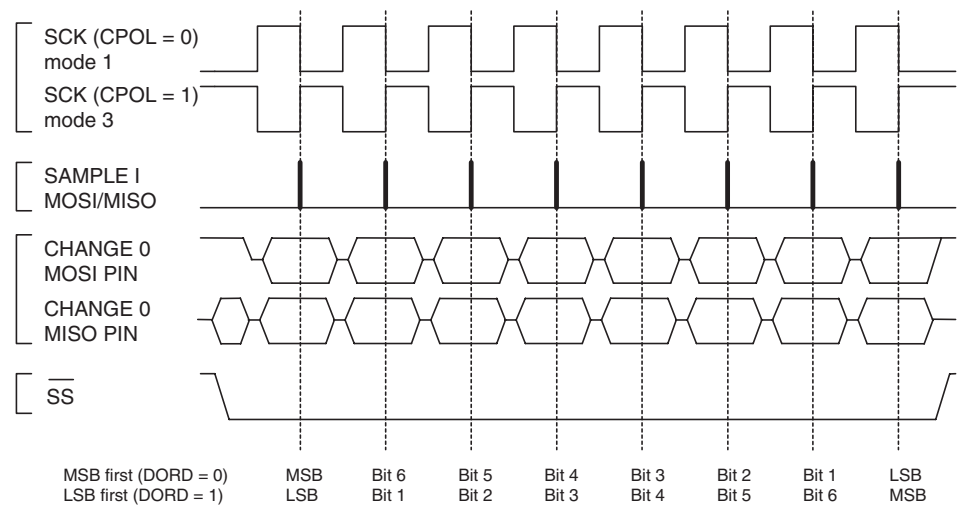 SCK (CPOL = 0)
mode 1
SCK (CPOL = 1)
mode 3
SAMPLE I
MOSI/MISO
CHANGE 0
MOSI PIN
CHANGE 0
MISO PIN
SS
MSB first (DORD = 0) MSB Bit 6 Bit 5 Bit 4 Bit 3 Bit 2 Bit 1 LSB
LSB first (DORD = 1) LSB Bit 1 Bit 2 Bit 3 Bit 4 Bit 5 Bit 6 MSB